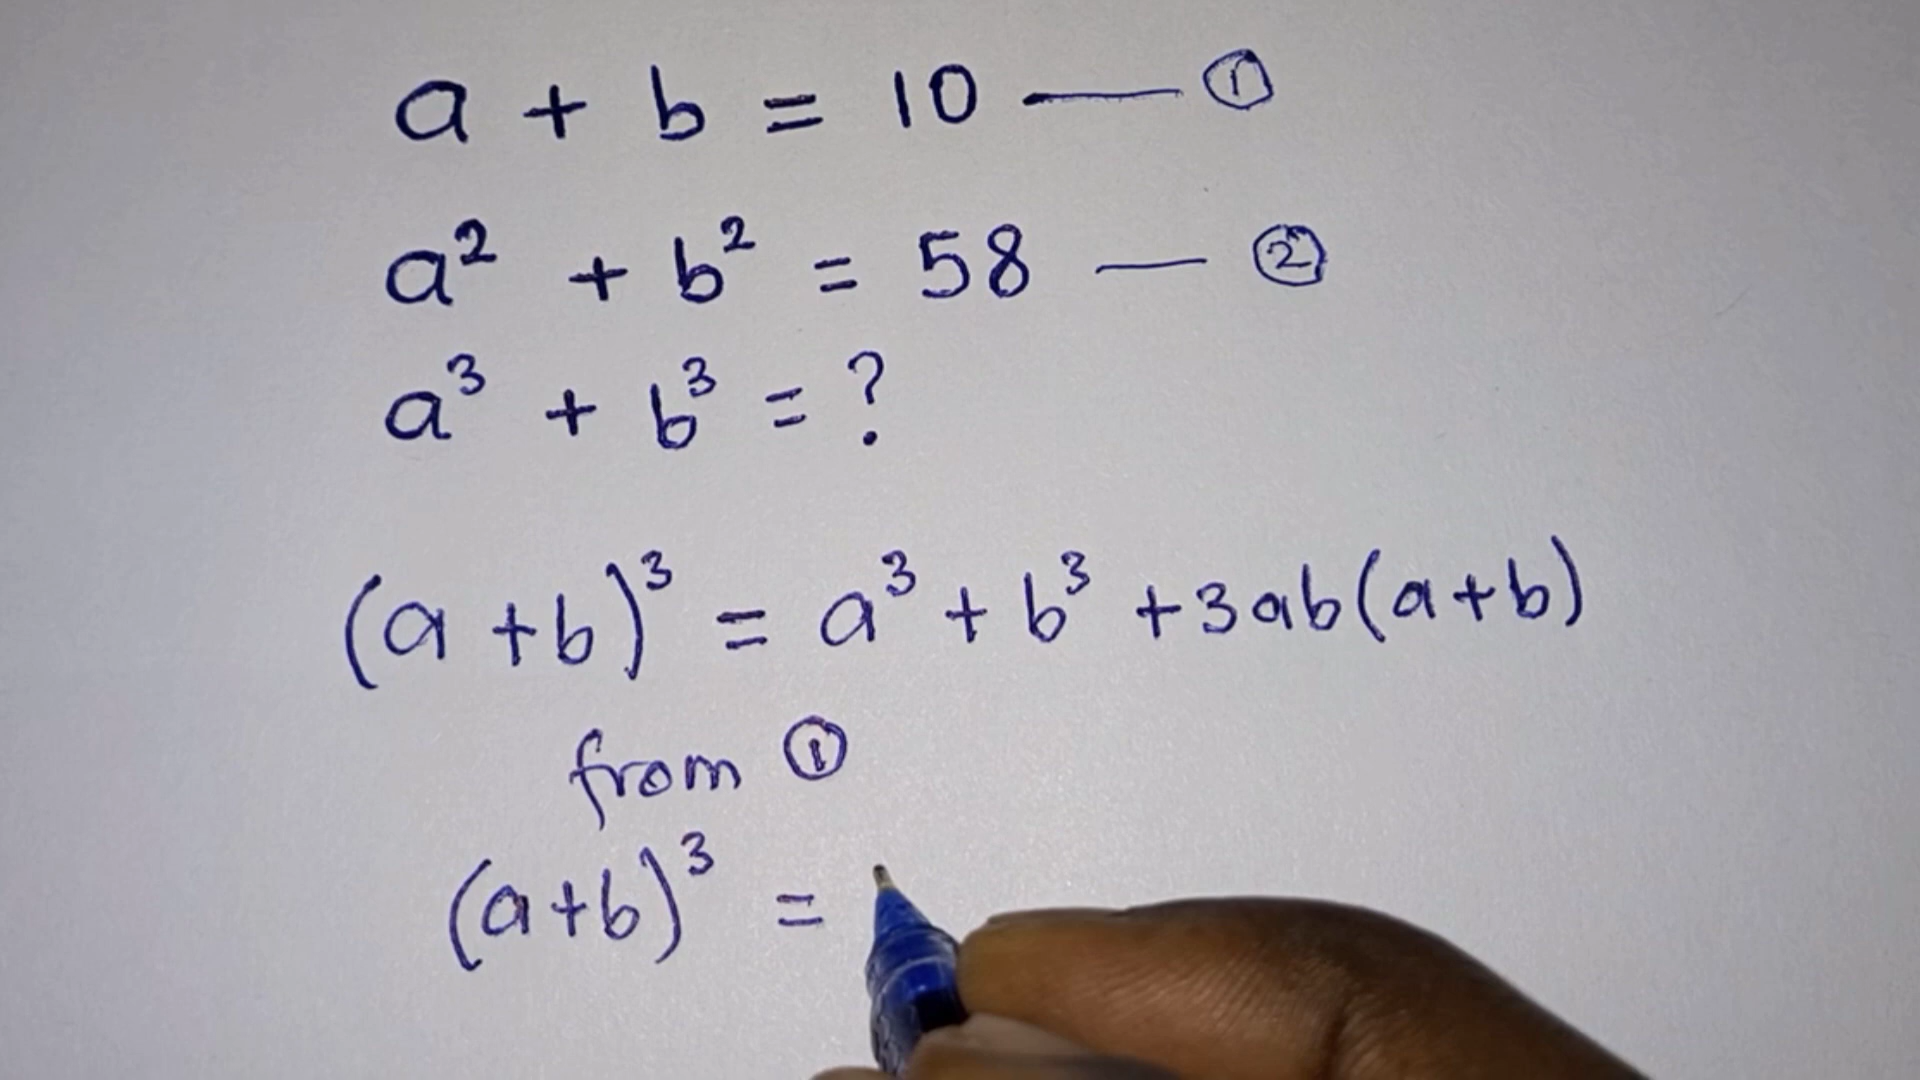 a + b = 10 — ①
a² + b² = 58 — ②
a³ + b³ = ?
(a + b)³ = a³ + b³ + 3ab(a + b)
from ①
(a + b)³ =